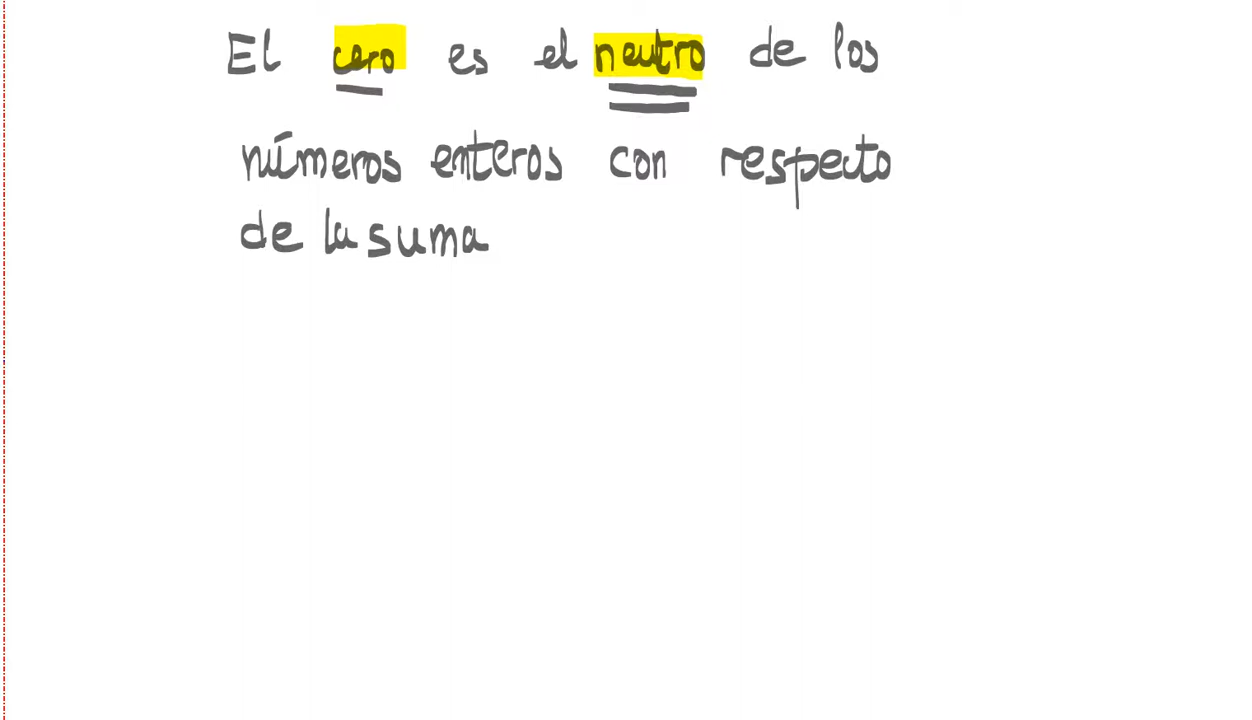 El cero es el neutro de los
números enteros con respecto
de la suma